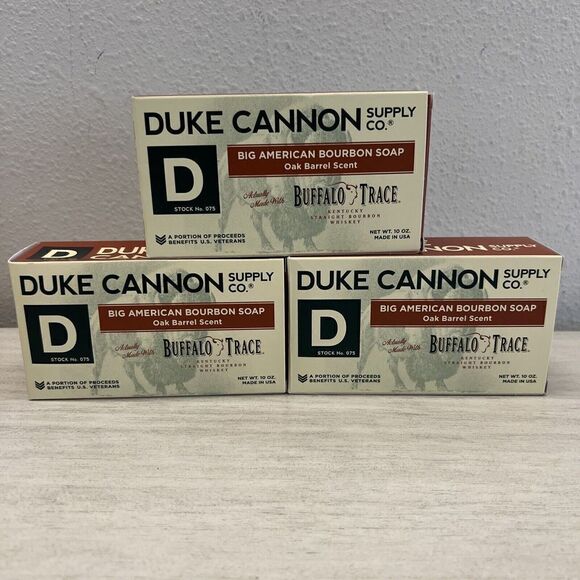 DUKE CANNON SUPPLY CO.®
BIG AMERICAN BOURBON SOAP
Oak Barrel Scent
D
STOCK No. 075
Actually Made With
BUFFALO TRACE
KENTUCKY
STRAIGHT BOURBON
WHISKEY
A PORTION OF PROCEEDS
BENEFITS U.S. VETERANS
NET WT. 10 OZ.
MADE IN USA
D DUK
CANN
DUKE CANNON SUPPLY CO.®
BIG AMERICAN BOURBON SOAP
Oak Barrel Scent
D
STOCK No. 075
Actually Made With
BUFFALO TRACE
KENTUCKY
STRAIGHT BOURBON
WHISKEY
A PORTION OF PROCEEDS
BENEFITS U.S. VETERANS
NET WT. 10 OZ.
MADE IN USA
NNON SUPPLY CO.®
DUKE CANNON SUPPLY CO.®
BIG AMERICAN BOURBON SOAP
Oak Barrel Scent
D
STOCK No. 075
Actually Made With
BUFFALO TRACE
KENTUCKY
STRAIGHT BOURBON
WHISKEY
A PORTION OF PROCEEDS
BENEFITS U.S. VETERANS
NET WT. 10 OZ.
MADE IN USA